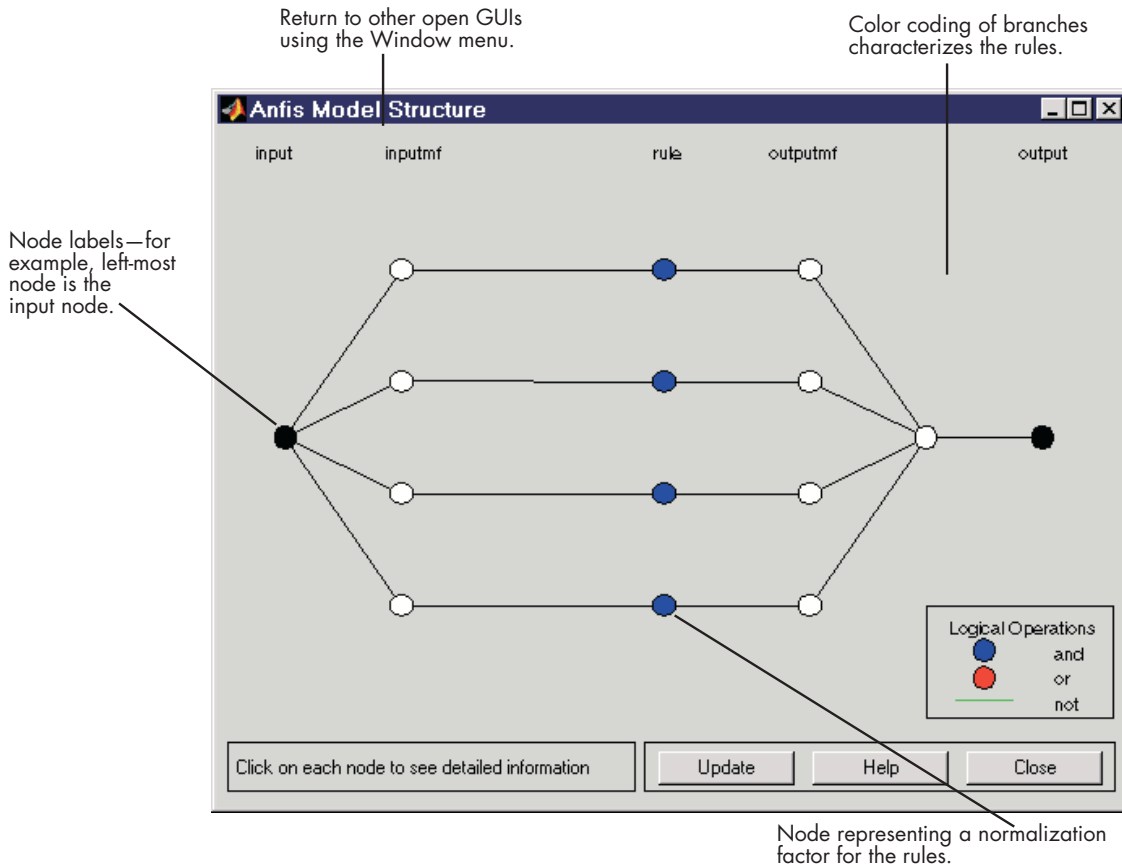 Return to other open GUIs
using the Window menu.
Color coding of branches
characterizes the rules.
Anfis Model Structure
input inputmf rule outputmf output
Node labels—for
example, left-most
node is the
input node.
Logical Operations
and
or
not
Click on each node to see detailed information
Update Help Close
Node representing a normalization
factor for the rules.